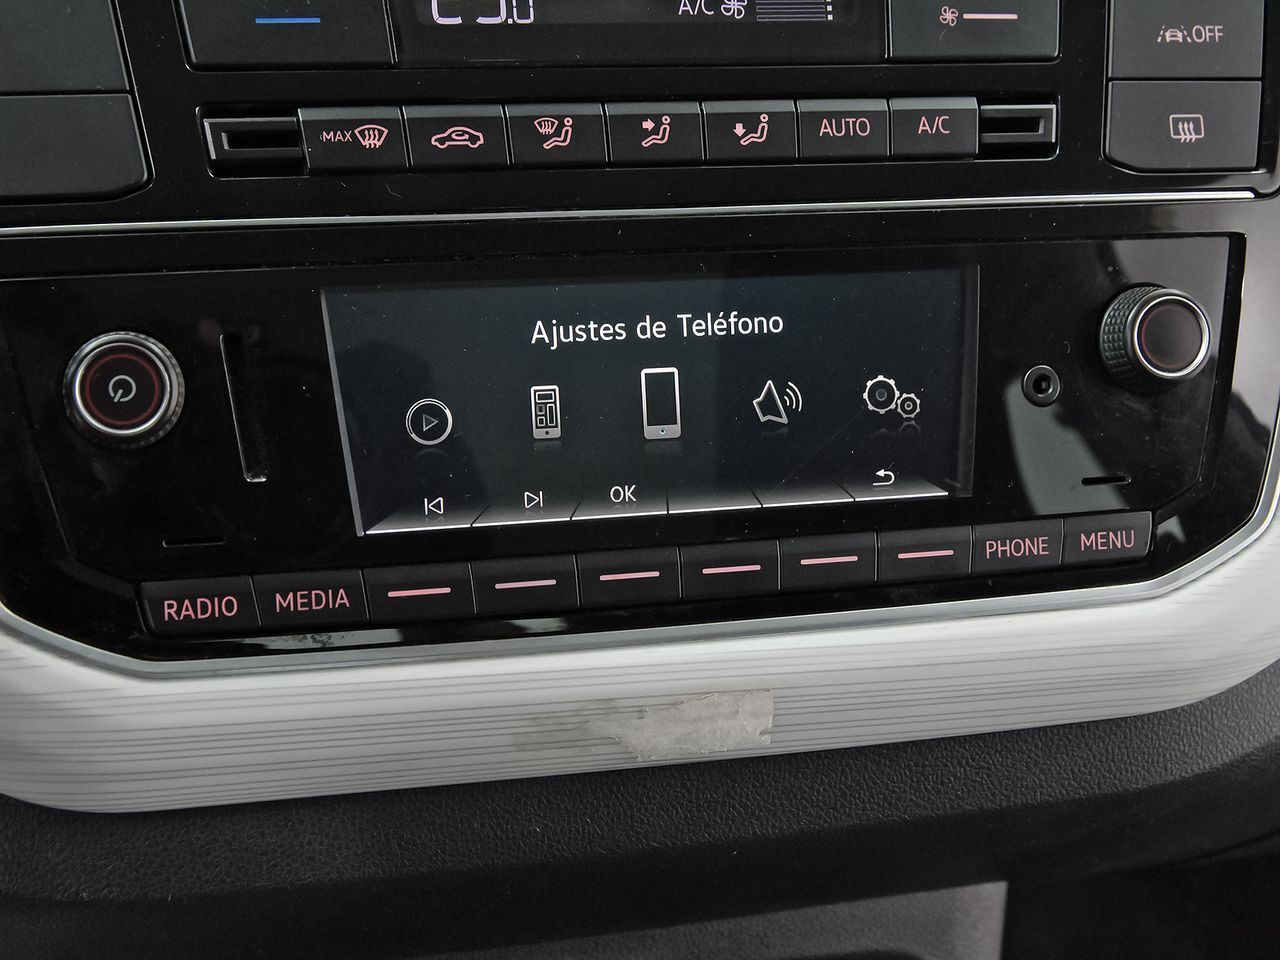 A/C
OFF
MAX
AUTO
A/C
Ajustes de Teléfono
OK
RADIO
MEDIA
PHONE
MENU